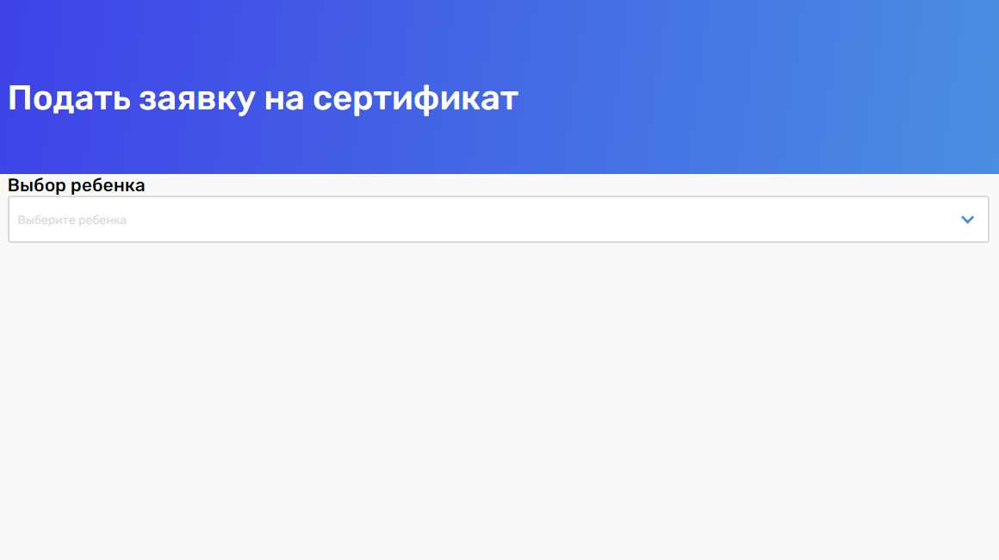 Подать заявку на сертификат
Выбор ребенка
Выберите ребенка